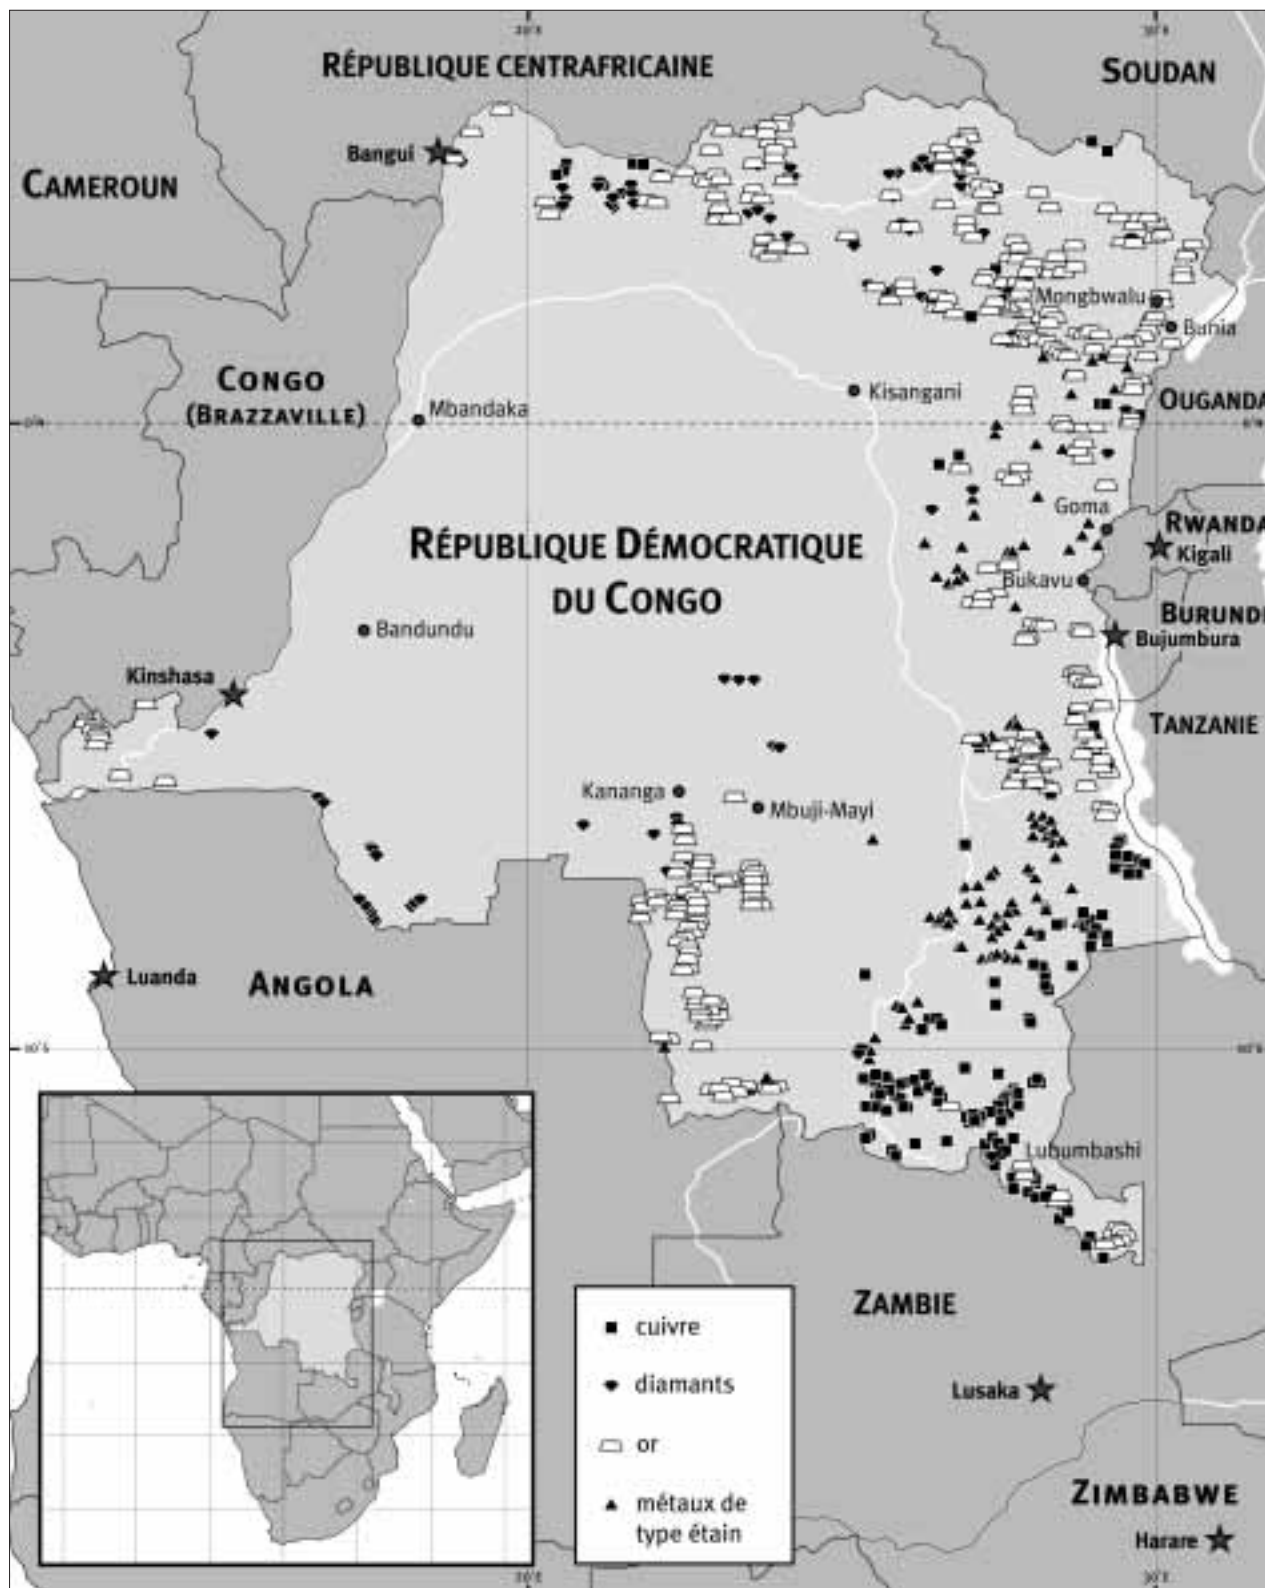 RÉPUBLIQUE CENTRAFRICAINE
SOUDAN
Bangui
CAMEROUN
Mongbwalu
Bunia
CONGO
(BRAZZAVILLE)
Mbandaka
Kisangani
OUGANDA
Goma
RWANDA
Kigali
RÉPUBLIQUE DÉMOCRATIQUE
DU CONGO
Bukavu
BURUNDI
Bujumbura
Bandundu
Kinshasa
TANZANIE
Kananga
Mbuji-Mayi
Luanda
ANGOLA
Lubumbashi
ZAMBIE
Lusaka
ZIMBABWE
Harare
cuivre
diamants
or
métaux de
type étain